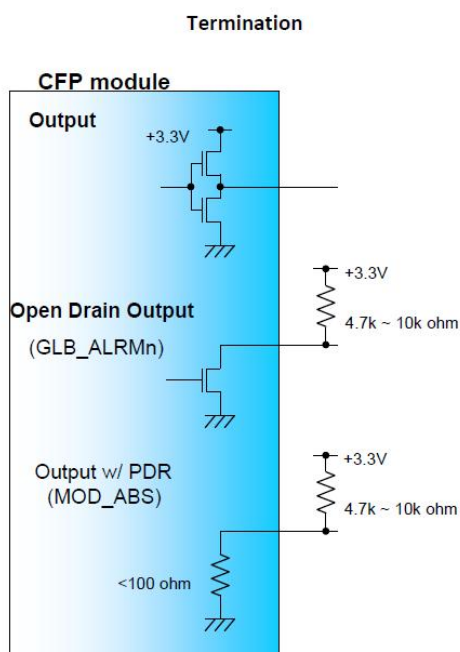 Termination
CFP module
Output
+3.3V
+3.3V
Open Drain Output
(GLB_ALRMn)
4.7k ~ 10k ohm
Output w/ PDR
(MOD_ABS)
+3.3V
4.7k ~ 10k ohm
<100 ohm